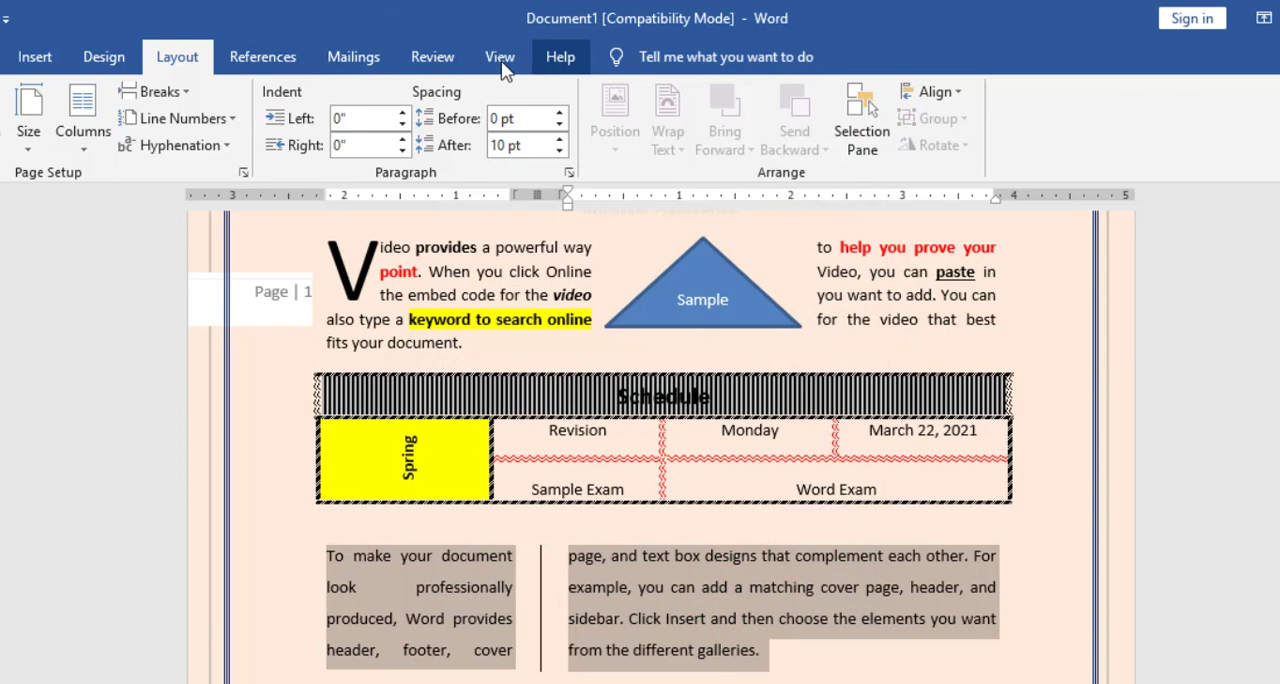 Document1 [Compatibility Mode] - Word
Sign in
Insert Design Layout References Mailings Review View Help Tell me what you want to do
Size
Columns
Breaks
Line Numbers
Hyphenation
Page Setup
Indent
Left: 0"
Right: 0"
Spacing
Before: 0 pt
After: 10 pt
Paragraph
Position
Wrap
Text
Bring
Forward
Send
Backward
Selection
Pane
Align
Group
Rotate
Arrange
3 2 1 1 2 3 4 5
Page | 1
Video provides a powerful way to help you prove your
point. When you click Online Video, you can paste in
the embed code for the video you want to add. You can
also type a keyword to search online for the video that best
fits your document.
Sample
Schedule
Spring
Revision Monday March 22, 2021
Sample Exam Word Exam
To make your document
look professionally
produced, Word provides
header, footer, cover
page, and text box designs that complement each other. For
example, you can add a matching cover page, header, and
sidebar. Click Insert and then choose the elements you want
from the different galleries.